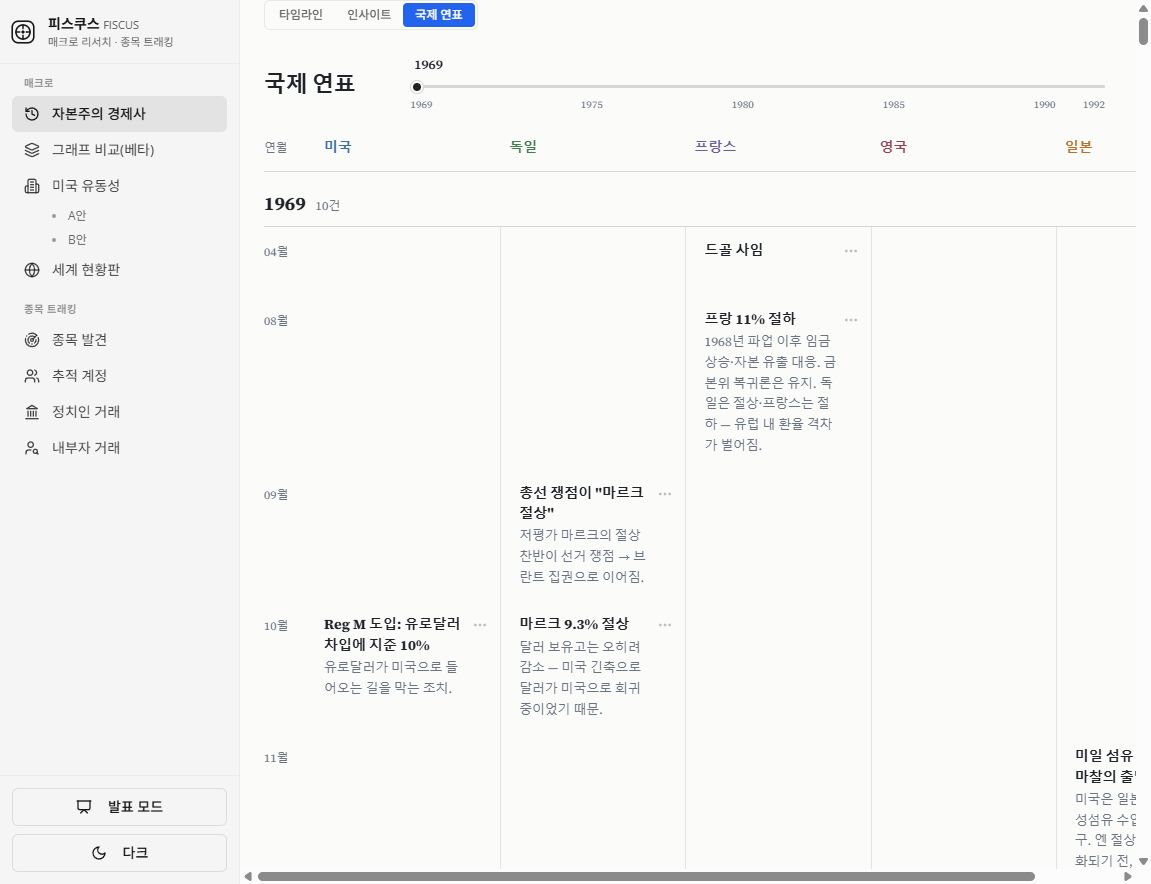 피스쿠스 FISCUS
매크로 리서치 · 종목 트래킹
매크로
자본주의 경제사
그래프 비교(베타)
미국 유동성
A안
B안
세계 현황판
종목 트래킹
종목 발견
추적 계정
정치인 거래
내부자 거래
발표 모드
다크
타임라인 인사이트 국제 연표
국제 연표
1969
1969 1975 1980 1985 1990 1992
연월 미국 독일 프랑스 영국 일본
1969 10건
04월
드골 사임
08월
프랑 11% 절하
1968년 파업 이후 임금
상승·자본 유출 대응. 금
본위 복귀론은 유지. 독
일은 절상·프랑스는 절
하 — 유럽 내 환율 격차
가 벌어짐.
09월
총선 쟁점이 "마르크
절상"
저평가 마르크의 절상
찬반이 선거 쟁점 → 브
란트 집권으로 이어짐.
10월
Reg M 도입: 유로달러
차입에 지준 10%
유로달러가 미국으로 들
어오는 길을 막는 조치.
마르크 9.3% 절상
달러 보유고는 오히려
감소 — 미국 긴축으로
달러가 미국으로 회귀
중이었기 때문.
11월
미일 섬유
마찰의
미국은
성섬유
구. 엔 절상
화되기 전,